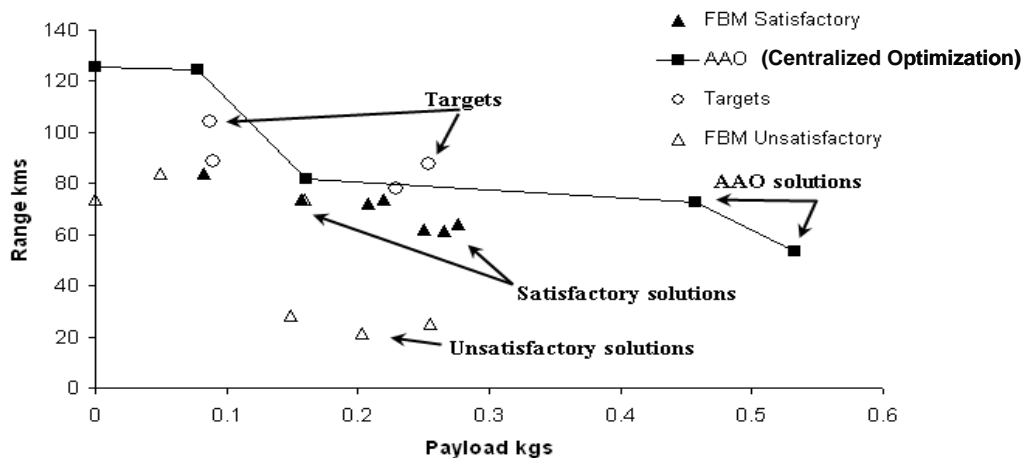 FBM Satisfactory
AAO (Centralized Optimization)
Targets
FBM Unsatisfactory
140
120
100
80
60
40
20
0
Range kms
Targets
AAO solutions
Satisfactory solutions
Unsatisfactory solutions
0 0.1 0.2 0.3 0.4 0.5 0.6
Payload kgs